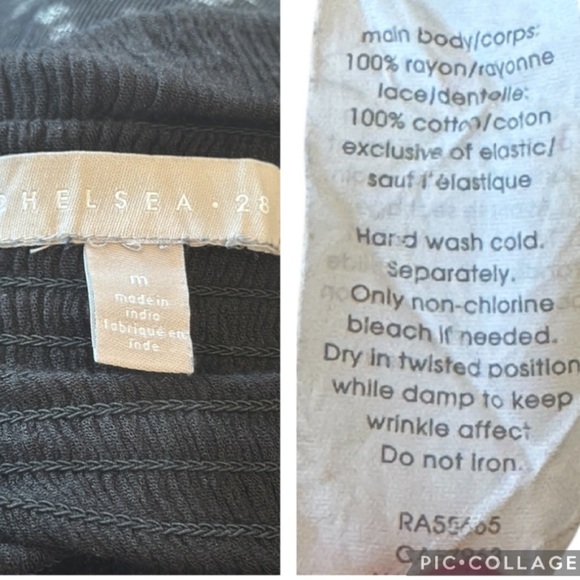 CHELSEA · 28
m
made in
india
fabriqué en
inde
main body/corps:
100% rayon/rayonne
lace/dentelle:
100% cotton/coton
exclusive of elastic/
sauf l'élastique
Hand wash cold.
Separately.
Only non-chlorine
bleach if needed.
Dry in twisted position
while damp to keep
wrinkle affect
Do not Iron.
PIC•COLLAGE